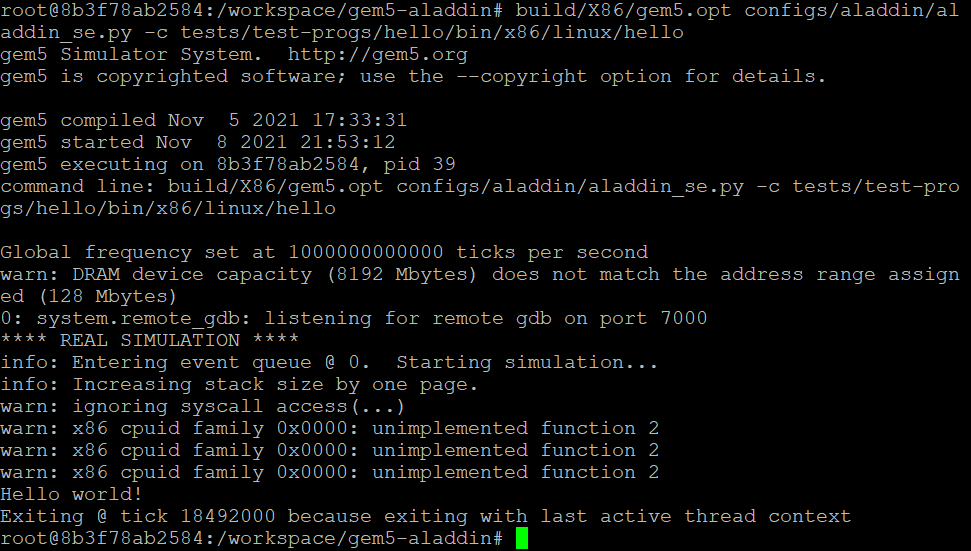 root@8b3f78ab2584:/workspace/gem5-aladdin# build/X86/gem5.opt configs/aladdin/al
addin_se.py -c tests/test-progs/hello/bin/x86/linux/hello
gem5 Simulator System.  http://gem5.org
gem5 is copyrighted software; use the --copyright option for details.

gem5 compiled Nov  5 2021 17:33:31
gem5 started Nov  8 2021 21:53:12
gem5 executing on 8b3f78ab2584, pid 39
command line: build/X86/gem5.opt configs/aladdin/aladdin_se.py -c tests/test-pro
gs/hello/bin/x86/linux/hello

Global frequency set at 1000000000000 ticks per second
warn: DRAM device capacity (8192 Mbytes) does not match the address range assign
ed (128 Mbytes)
0: system.remote_gdb: listening for remote gdb on port 7000
**** REAL SIMULATION ****
info: Entering event queue @ 0.  Starting simulation...
info: Increasing stack size by one page.
warn: ignoring syscall access(...)
warn: x86 cpuid family 0x0000: unimplemented function 2
warn: x86 cpuid family 0x0000: unimplemented function 2
warn: x86 cpuid family 0x0000: unimplemented function 2
Hello world!
Exiting @ tick 18492000 because exiting with last active thread context
root@8b3f78ab2584:/workspace/gem5-aladdin#